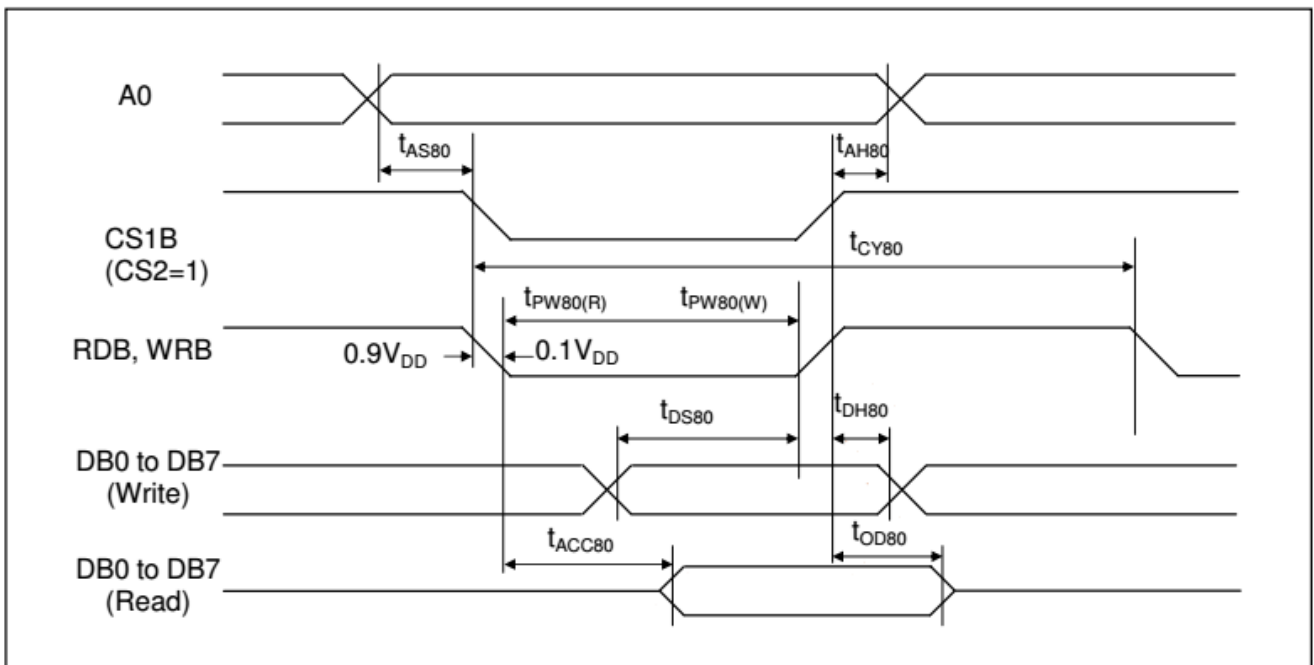 A0
tAS80
tAH80
CS1B
(CS2=1)
tCY80
tPW80(R)
tPW80(W)
RDB, WRB
0.9VDD
0.1VDD
tDS80
tDH80
DB0 to DB7
(Write)
tACC80
tOD80
DB0 to DB7
(Read)